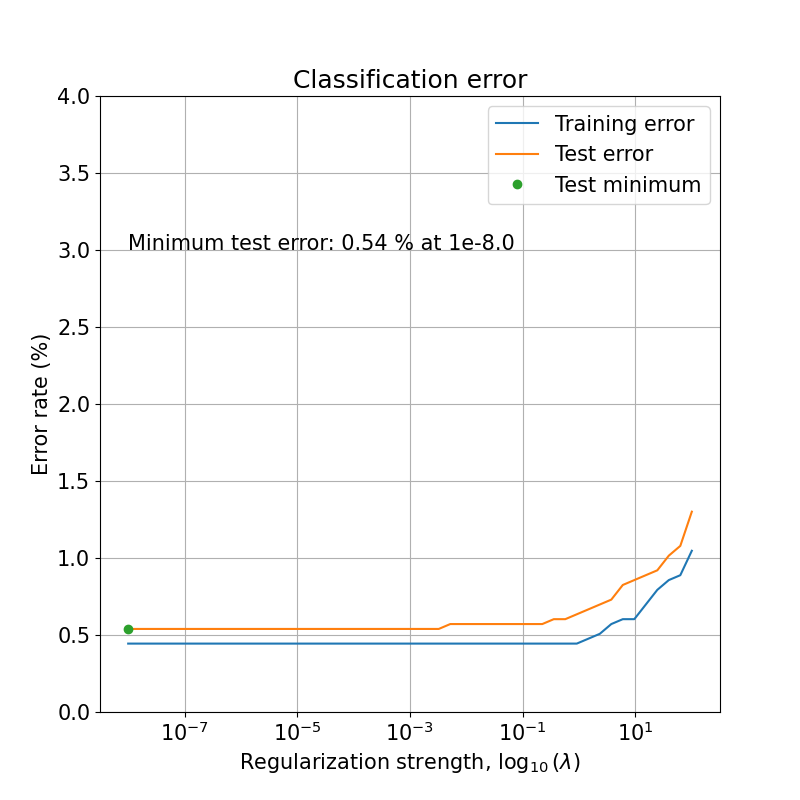 Classification error
4.0
3.5
3.0
2.5
2.0
1.5
1.0
0.5
0.0
Error rate (%)
Training error
Test error
Test minimum
Minimum test error: 0.54 % at 1e-8.0
10⁻⁷
10⁻⁵
10⁻³
10⁻¹
10¹
Regularization strength, log₁₀(λ)